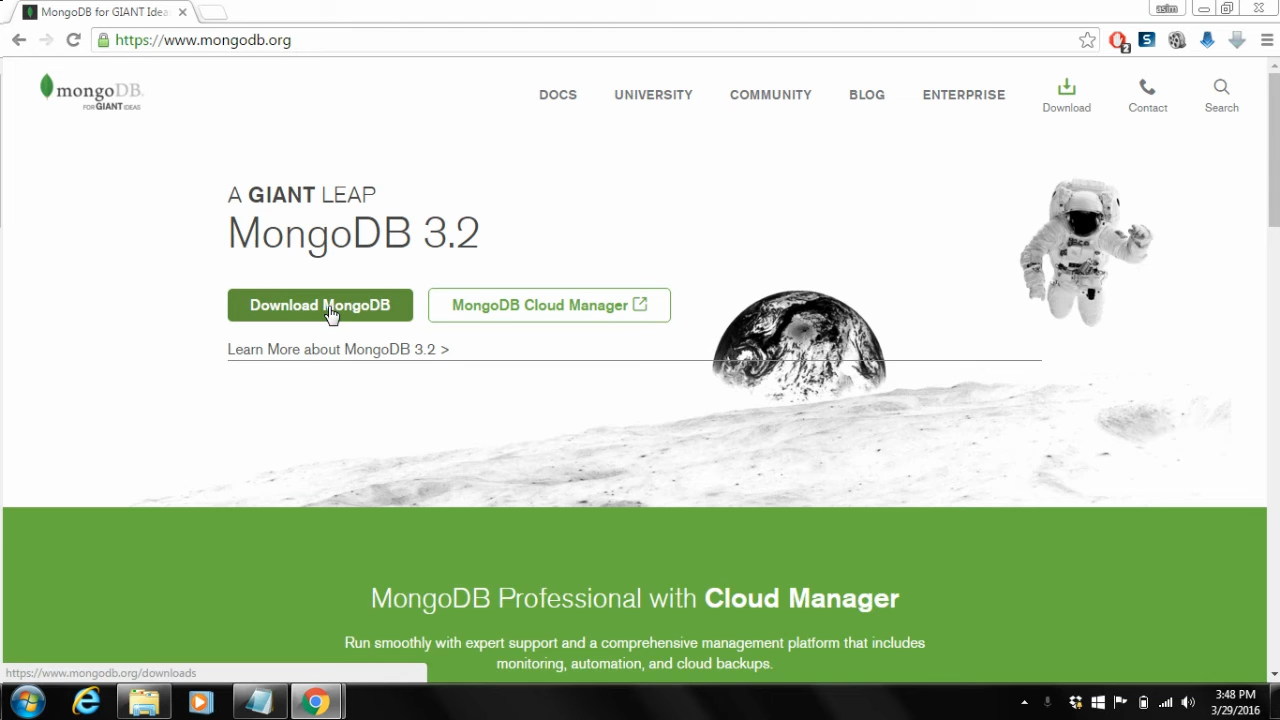 MongoDB for GIANT Idea
asim
https://www.mongodb.org
2
mongoDB.
FOR GIANT IDEAS
DOCS
UNIVERSITY
COMMUNITY
BLOG
ENTERPRISE
Download
Contact
Search
A GIANT LEAP
MongoDB 3.2
Download MongoDB
MongoDB Cloud Manager
Learn More about MongoDB 3.2 >
MongoDB Professional with Cloud Manager
Run smoothly with expert support and a comprehensive management platform that includes
monitoring, automation, and cloud backups.
https://www.mongodb.org/downloads
3:48 PM
3/29/2016